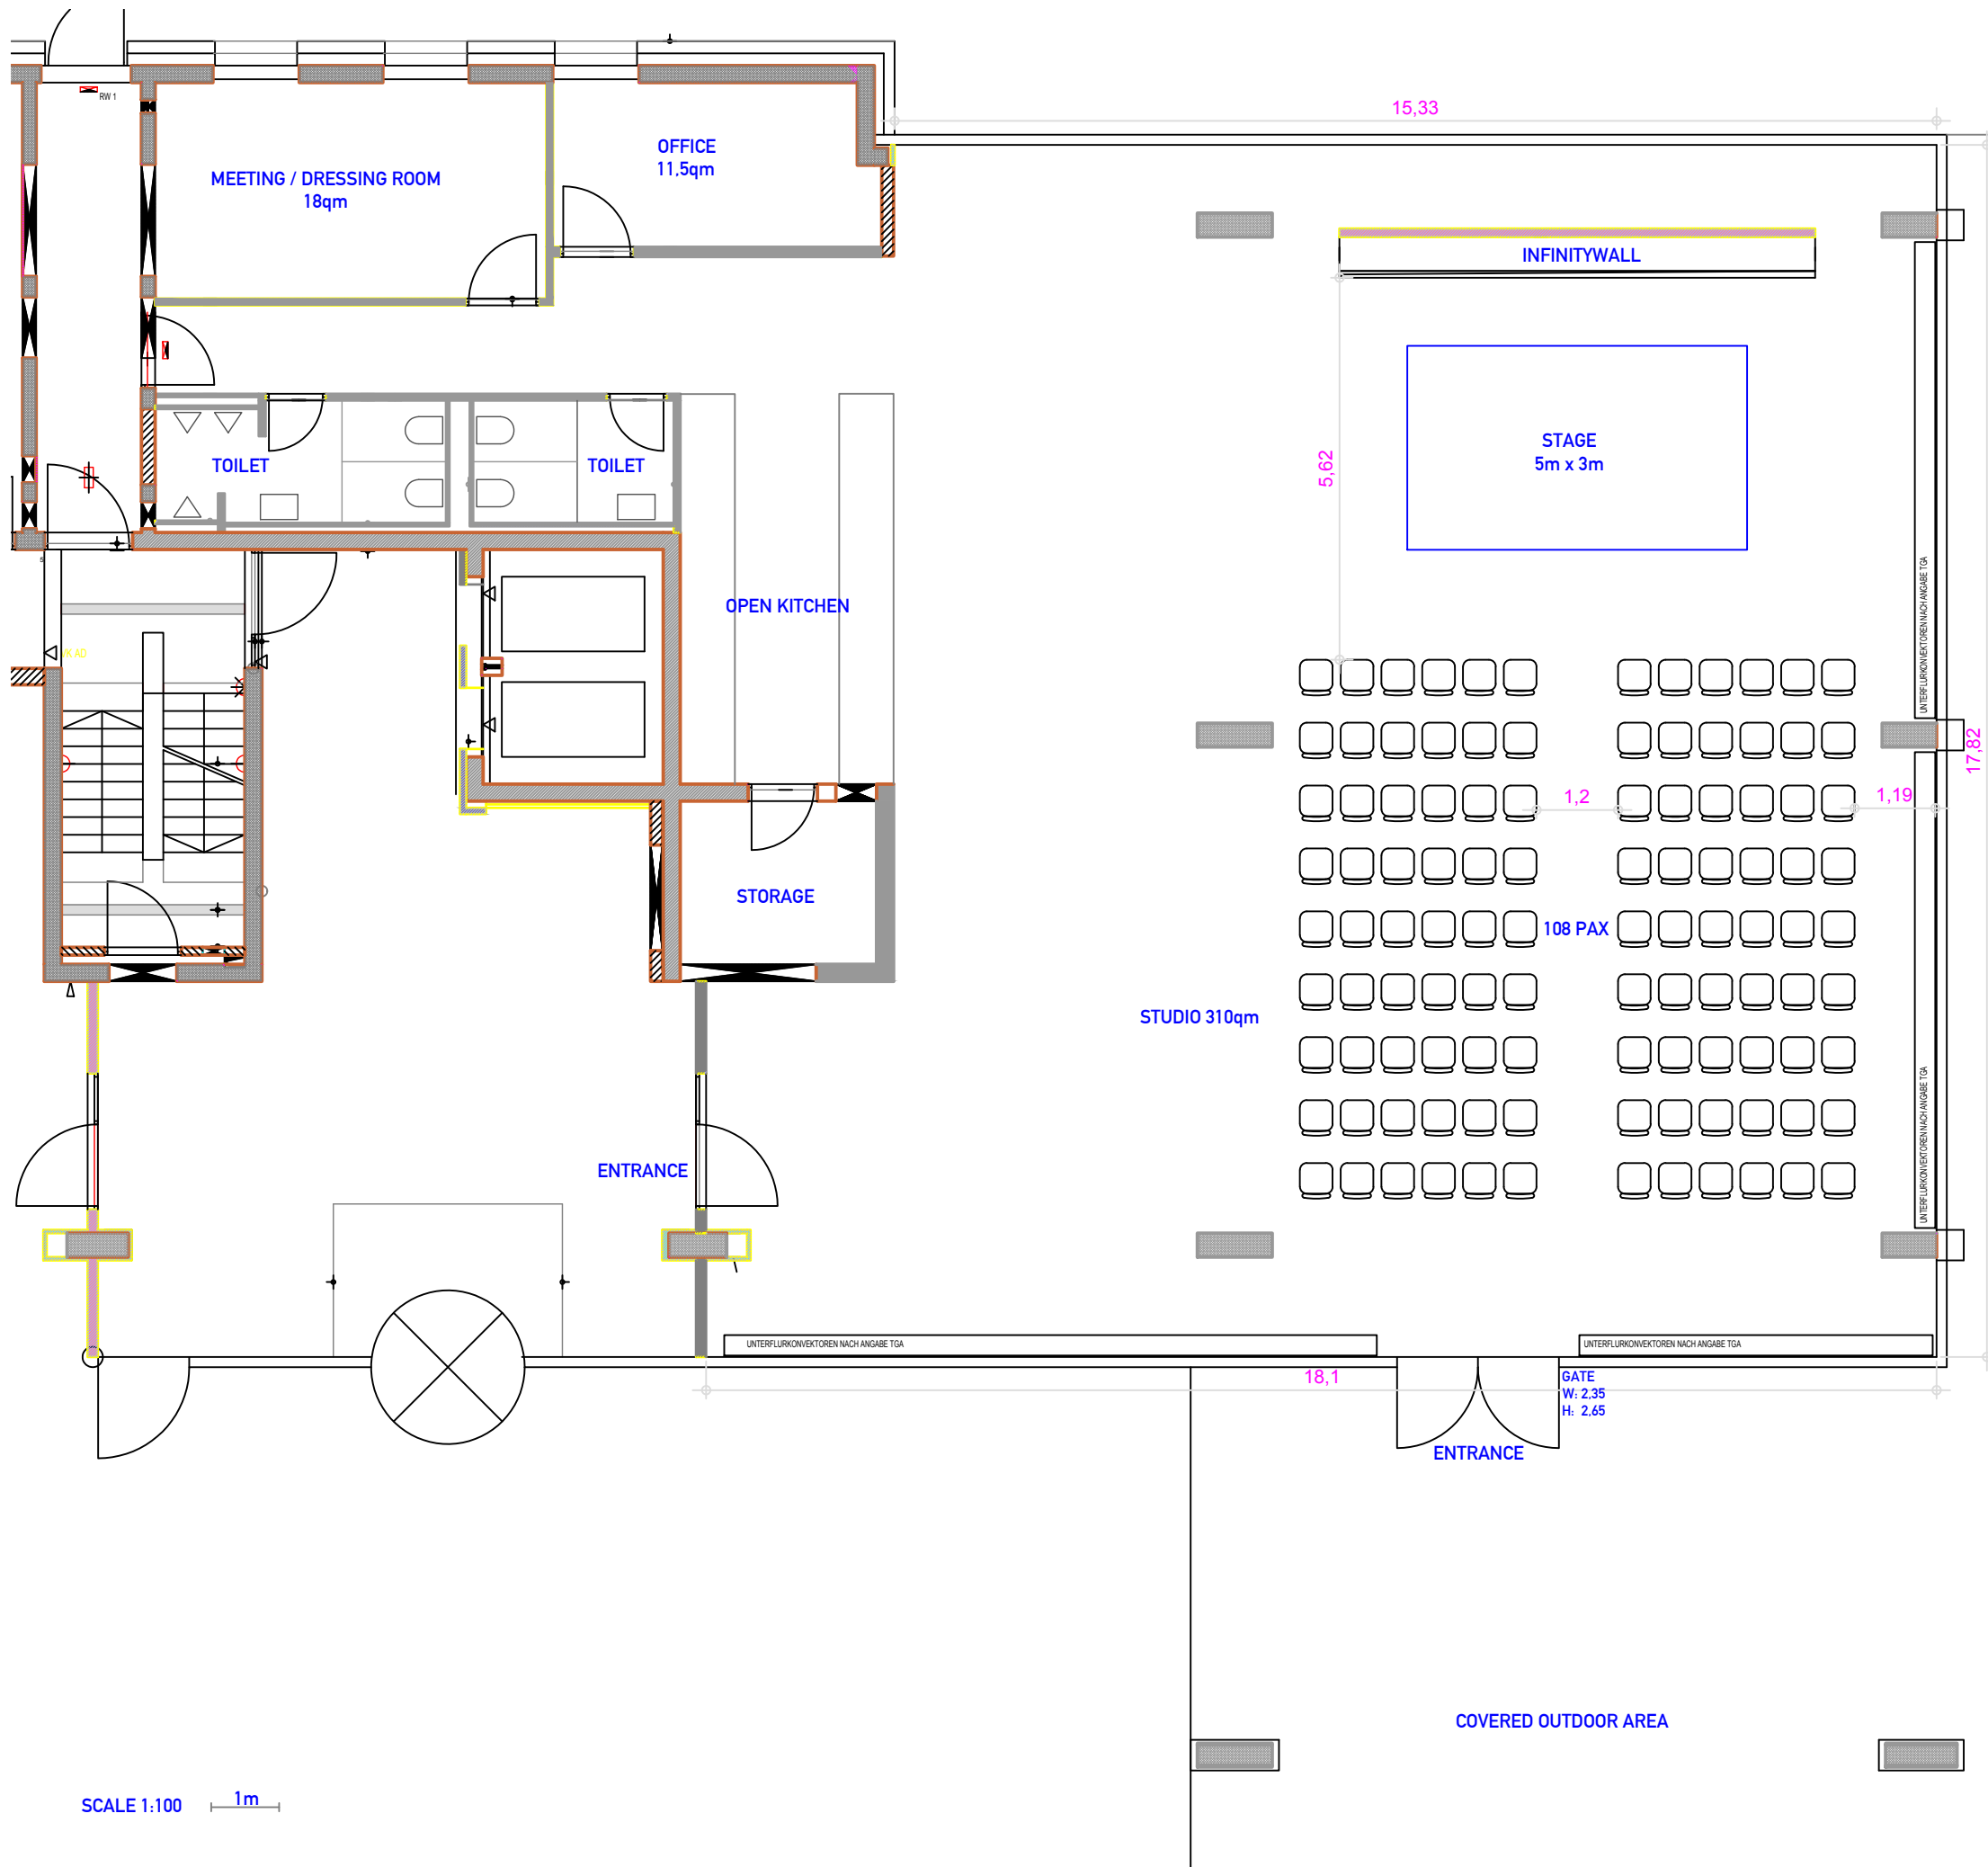 15,33
RW 1
OFFICE
11,5qm
MEETING / DRESSING ROOM
18qm
INFINITYWALL
STAGE
5m x 3m
5,62
TOILET
TOILET
OPEN KITCHEN
UNTERFLURKONVEKTOREN NACH ANGABE TGA
17,82
1,2
1,19
STORAGE
108 PAX
STUDIO 310qm
UNTERFLURKONVEKTOREN NACH ANGABE TGA
ENTRANCE
UNTERFLURKONVEKTOREN NACH ANGABE TGA
UNTERFLURKONVEKTOREN NACH ANGABE TGA
18,1
GATE
W: 2,35
H: 2,65
ENTRANCE
COVERED OUTDOOR AREA
SCALE 1:100
1m